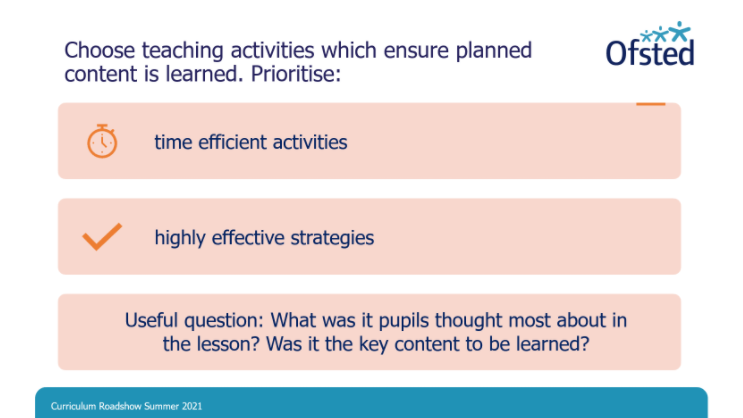 Choose teaching activities which ensure planned
content is learned. Prioritise:
Ofsted
time efficient activities
highly effective strategies
Useful question: What was it pupils thought most about in
the lesson? Was it the key content to be learned?
Curriculum Roadshow Summer 2021